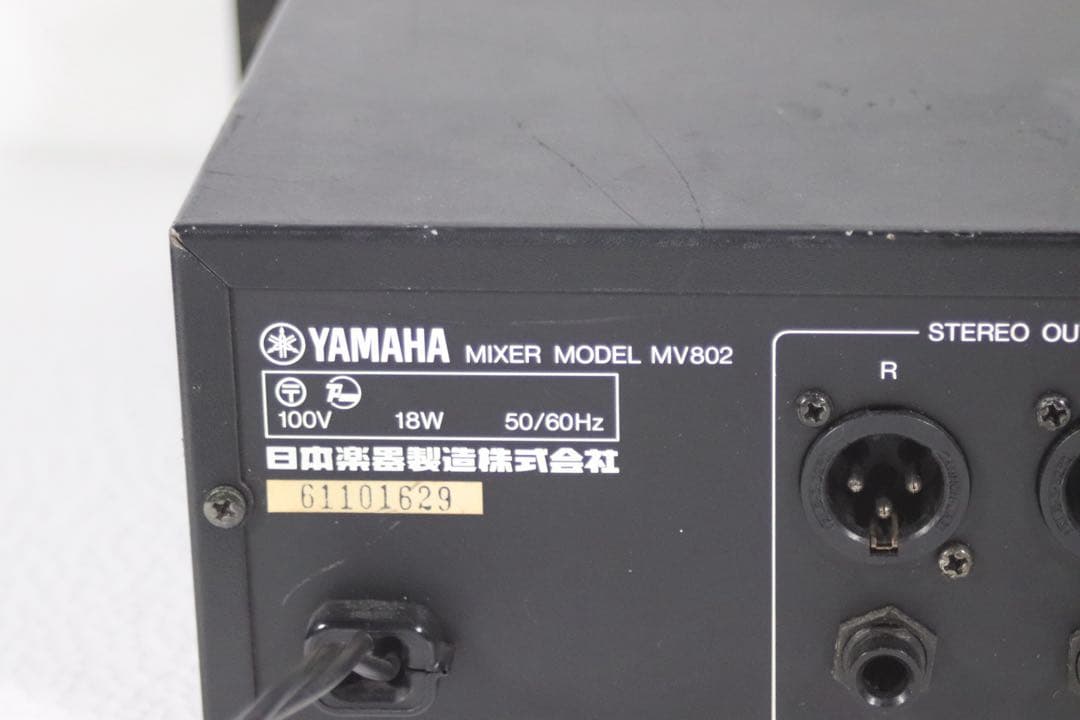 YAMAHA MIXER MODEL MV802
〒
100V 18W 50/60Hz
日本楽器製造株式会社
61101629
STEREO OU
R